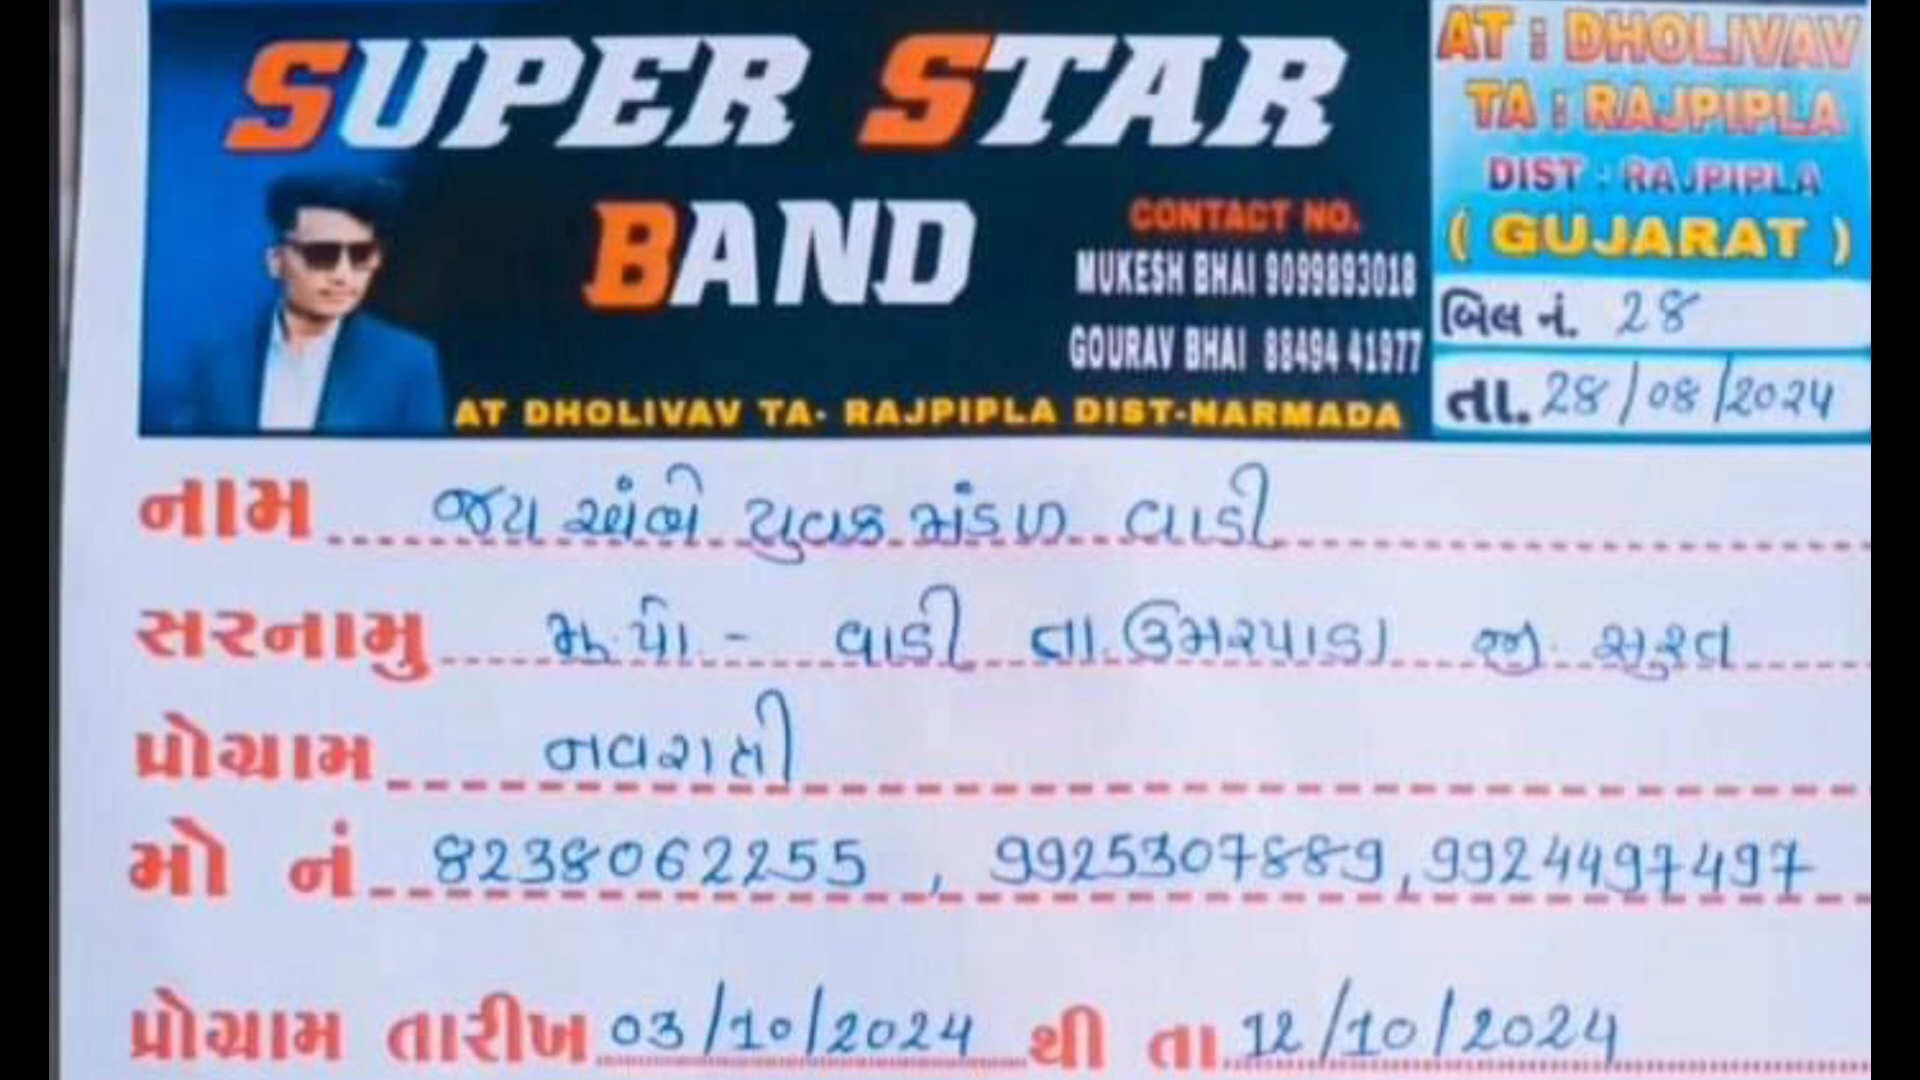 SUPER STAR
BAND
CONTACT NO.
MUKESH BHAI 9099893018
GOURAV BHAI 88494 41977
AT DHOLIVAV TA- RAJPIPLA DIST-NARMADA
AT : DHOLIVAV
TA : RAJPIPLA
DIST : RAJPIPLA
( GUJARAT )
બિલ નં. 28
તા. 28/08/2024
નામ જય અંબે યુવક મંડળ વાડી
સરનામુ મુ.પો. - વાડી તા. ઉમરપાડા જી. સુરત
પ્રોગ્રામ નવરાત્રી
મો નં 8238062255 , 9925307889, 9924497497
પ્રોગ્રામ તારીખ 03/10/2024 થી તા 12/10/2024